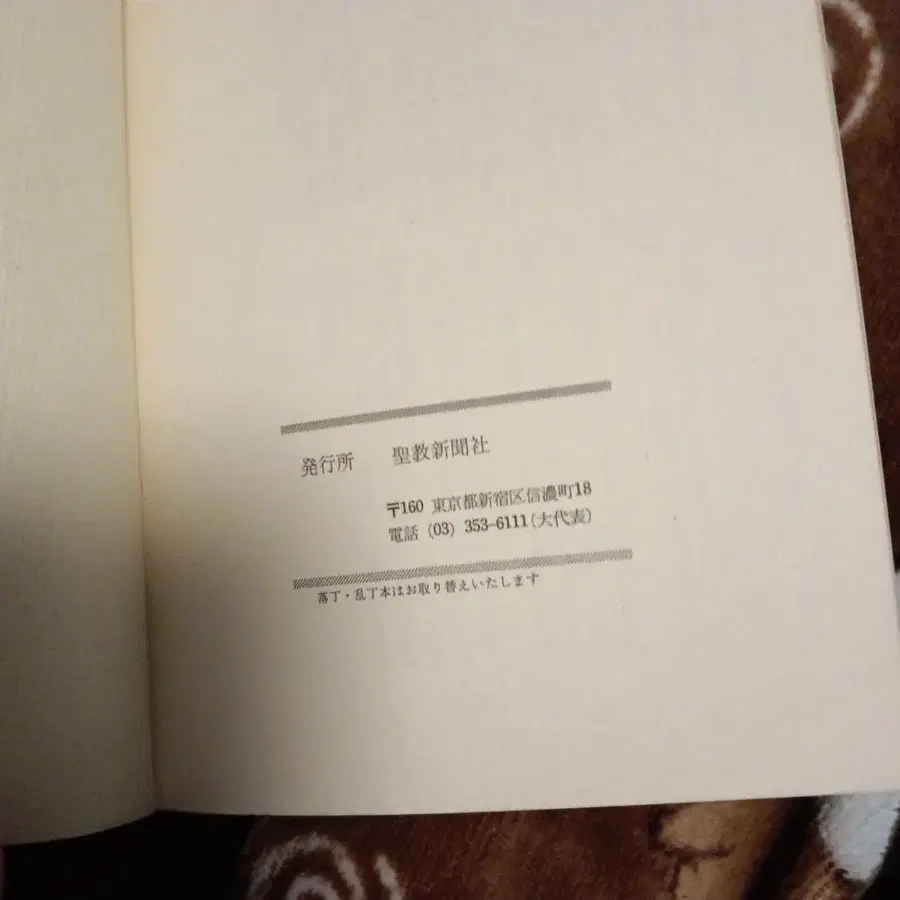 発行所 聖教新聞社
〒160 東京都新宿区信濃町18
電話 (03) 353-6111(大代表)
落丁・乱丁本はお取り替えいたします